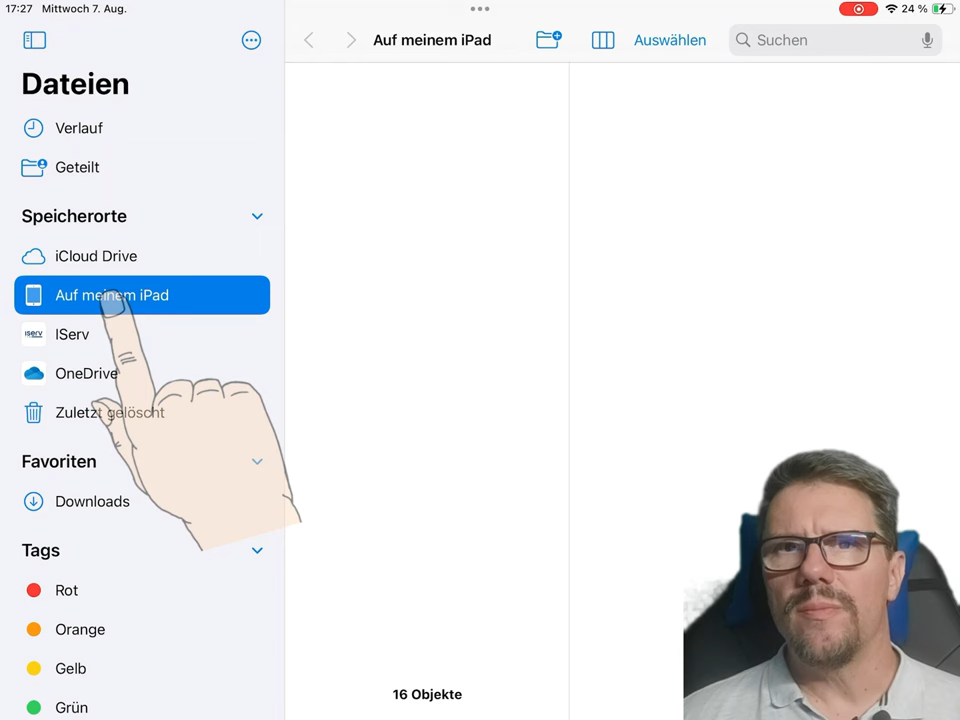 17:27 Mittwoch 7. Aug.
24 %
Dateien
Auf meinem iPad
Auswählen
Suchen
Verlauf
Geteilt
Speicherorte
iCloud Drive
Auf meinem iPad
iserv IServ
OneDrive
Zuletzt gelöscht
Favoriten
Downloads
Tags
Rot
Orange
Gelb
Grün
16 Objekte